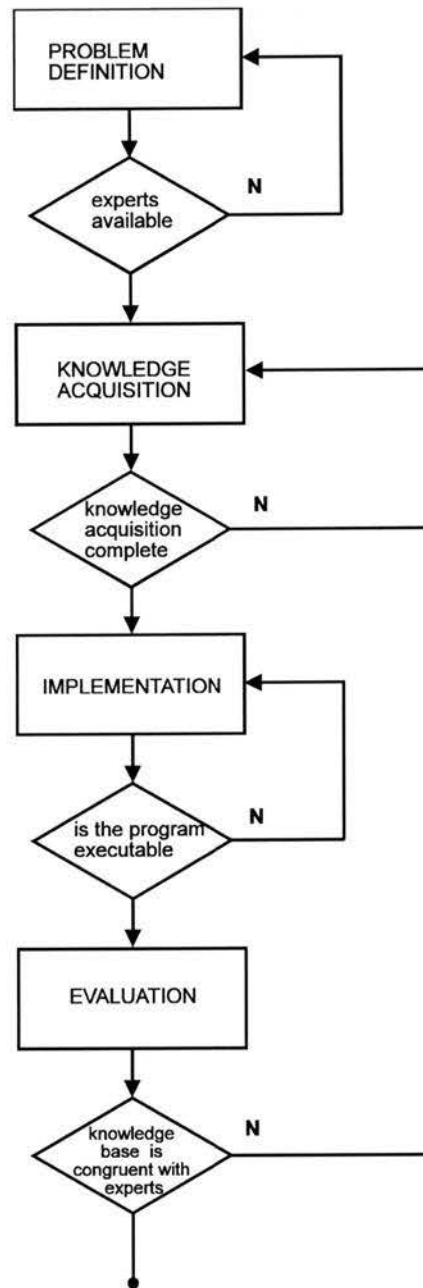 PROBLEM
DEFINITION
N
experts
available
KNOWLEDGE
ACQUISITION
N
knowledge
acquisition
complete
IMPLEMENTATION
N
is the program
executable
EVALUATION
N
knowledge
base is
congruent with
experts